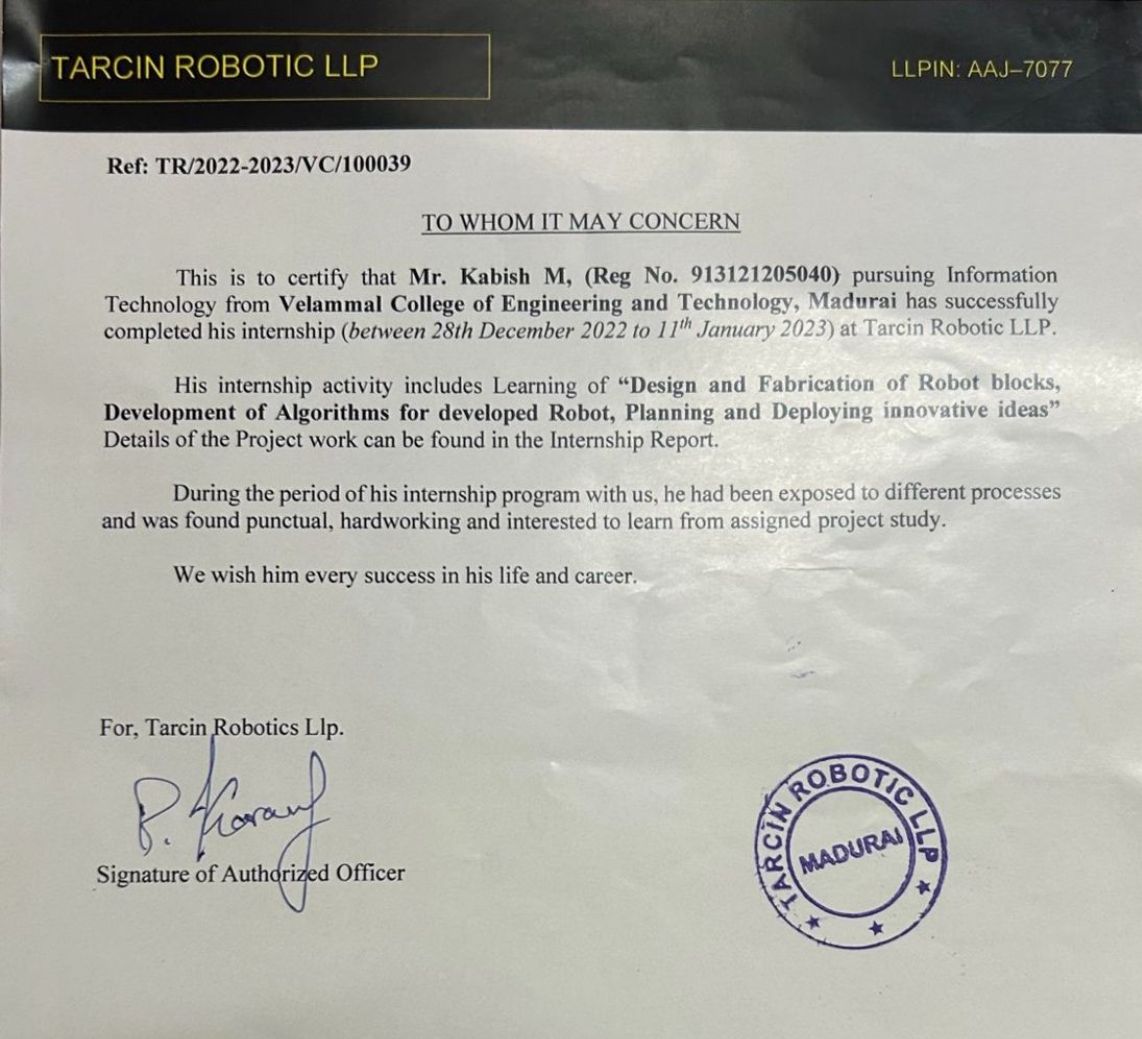 TARCIN ROBOTIC LLP
LLPIN: AAJ–7077
Ref: TR/2022-2023/VC/100039
TO WHOM IT MAY CONCERN
This is to certify that Mr. Kabish M, (Reg No. 913121205040) pursuing Information
Technology from Velammal College of Engineering and Technology, Madurai has successfully
completed his internship (between 28th December 2022 to 11th January 2023) at Tarcin Robotic LLP.
His internship activity includes Learning of “Design and Fabrication of Robot blocks,
Development of Algorithms for developed Robot, Planning and Deploying innovative ideas”
Details of the Project work can be found in the Internship Report.
During the period of his internship program with us, he had been exposed to different processes
and was found punctual, hardworking and interested to learn from assigned project study.
We wish him every success in his life and career.
For, Tarcin Robotics Llp.
Signature of Authorized Officer
TARCIN ROBOTIC LLP
MADURAI